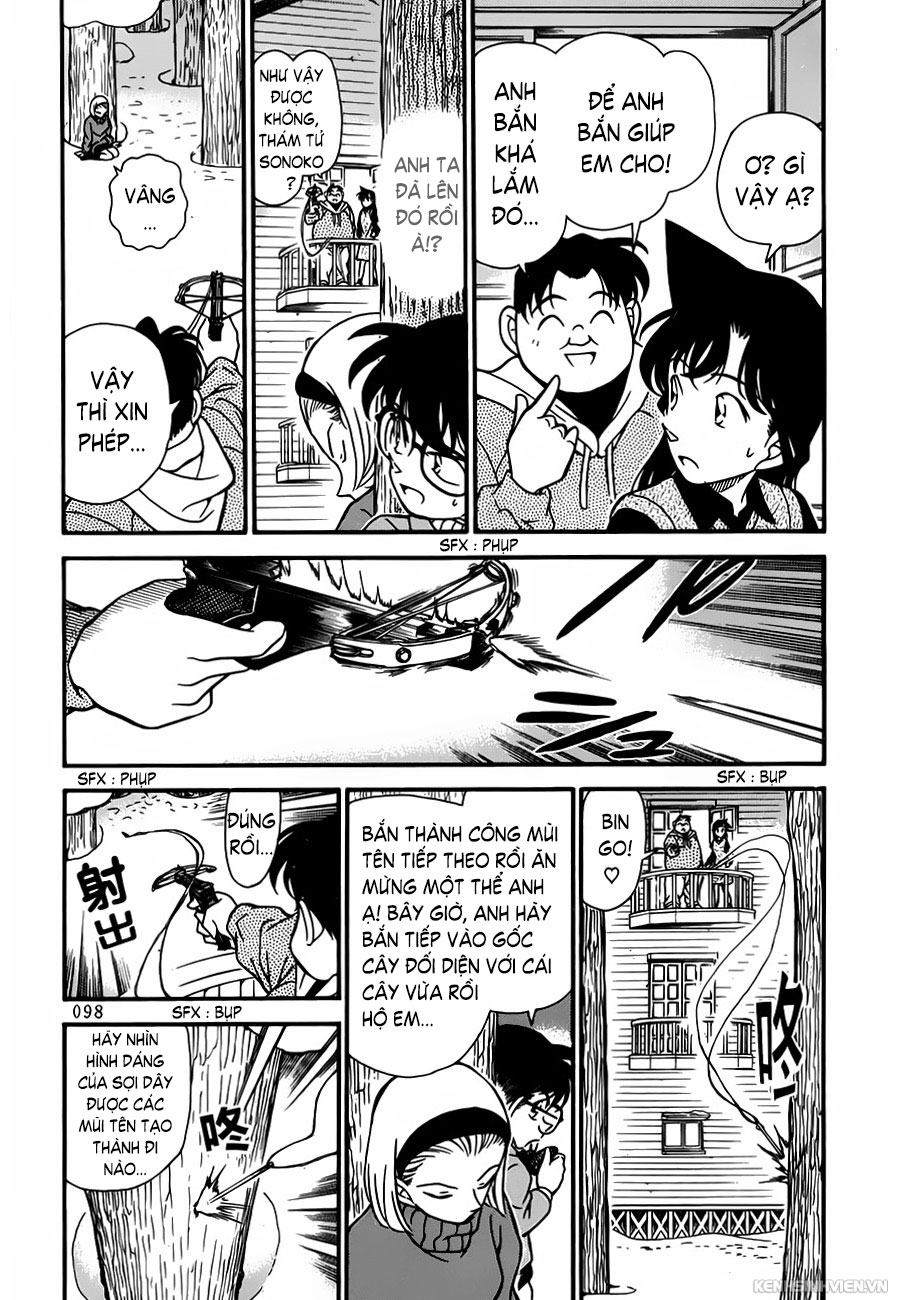 Ơ? GÌ
VẬY Ạ?
ĐỂ ANH
BẮN GIÚP
EM CHO!
ANH
BẮN
KHÁ
LẮM
ĐÓ...
ANH TA
ĐÃ LÊN
ĐÓ RỒI
À!?
NHƯ VẬY
ĐƯỢC
KHÔNG,
THÁM TỬ
SONOKO
?
VÂNG
...
VẬY
THÌ XIN
PHÉP...
SFX : PHỤP
SFX : BỤP
BIN
GO!
♡
咚
BẮN THÀNH CÔNG MŨI
TÊN TIẾP THEO RỒI ĂN
MỪNG MỘT THỂ ANH
Ạ! BÂY GIỜ, ANH HÃY
BẮN TIẾP VÀO GỐC
CÂY ĐỐI DIỆN VỚI CÁI
CÂY VỪA RỒI
HỘ EM...
SFX : PHỤP
ĐÚNG
RỒI...
射出
098
SFX : BỤP
HÃY NHÌN
HÌNH DÁNG
CỦA SỢI DÂY
ĐƯỢC CÁC
MŨI TÊN TẠO
THÀNH ĐI
NÀO...
咚
KENHSINHVIEN.VN